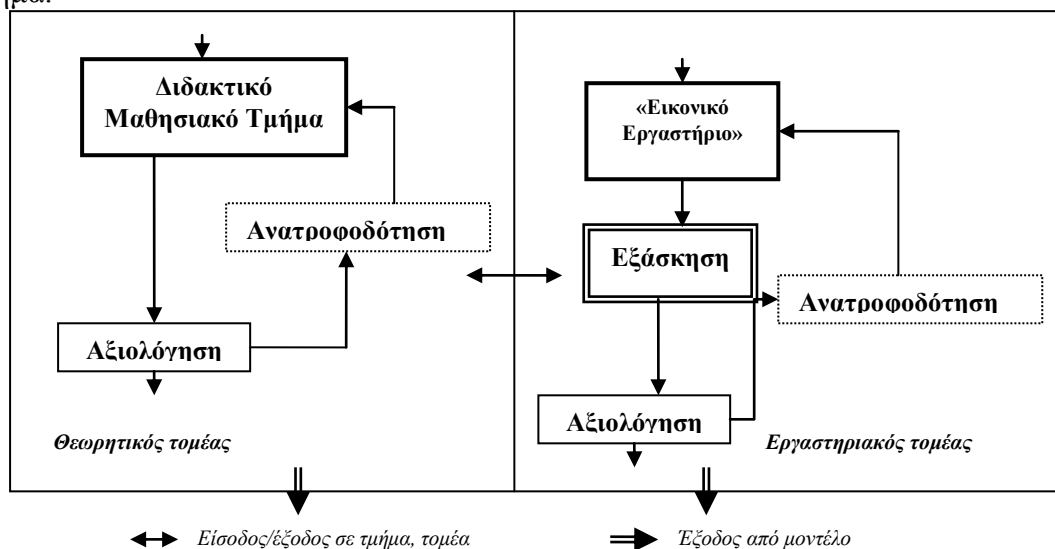 Διδακτικό
Μαθησιακό Τμήμα
Ανατροφοδότηση
Αξιολόγηση
Θεωρητικός τομέας
«Εικονικό
Εργαστήριο»
Εξάσκηση
Ανατροφοδότηση
Αξιολόγηση
Εργαστηριακός τομέας
Είσοδος/έξοδος σε τμήμα, τομέα
Έξοδος από μοντέλο